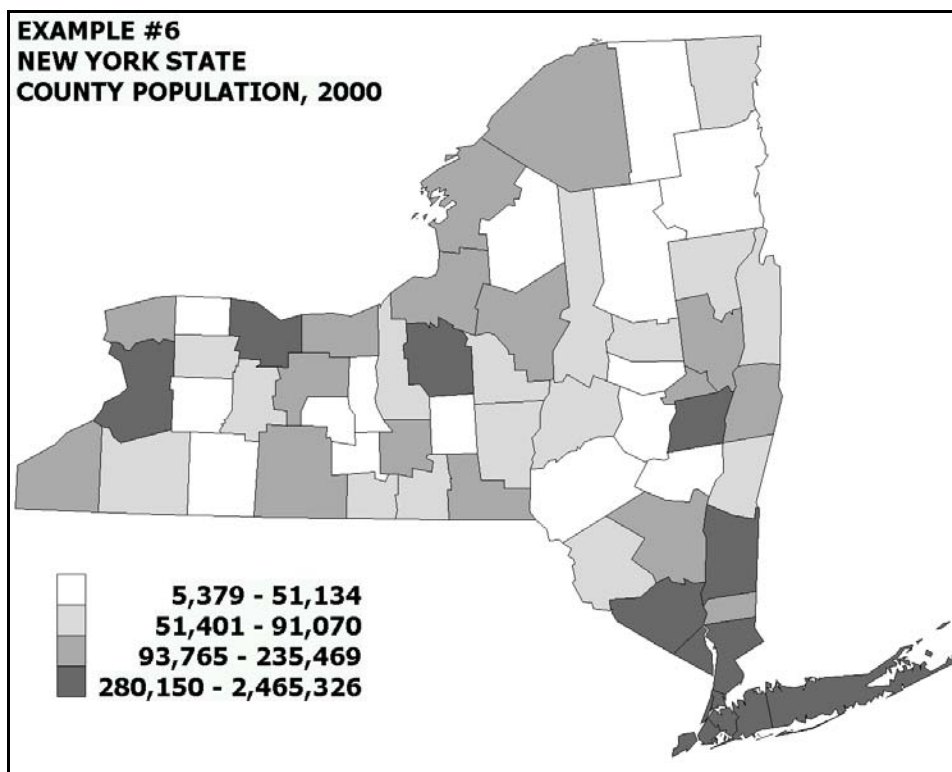 EXAMPLE #6
NEW YORK STATE
COUNTY POPULATION, 2000
5,379 - 51,134
51,401 - 91,070
93,765 - 235,469
280,150 - 2,465,326